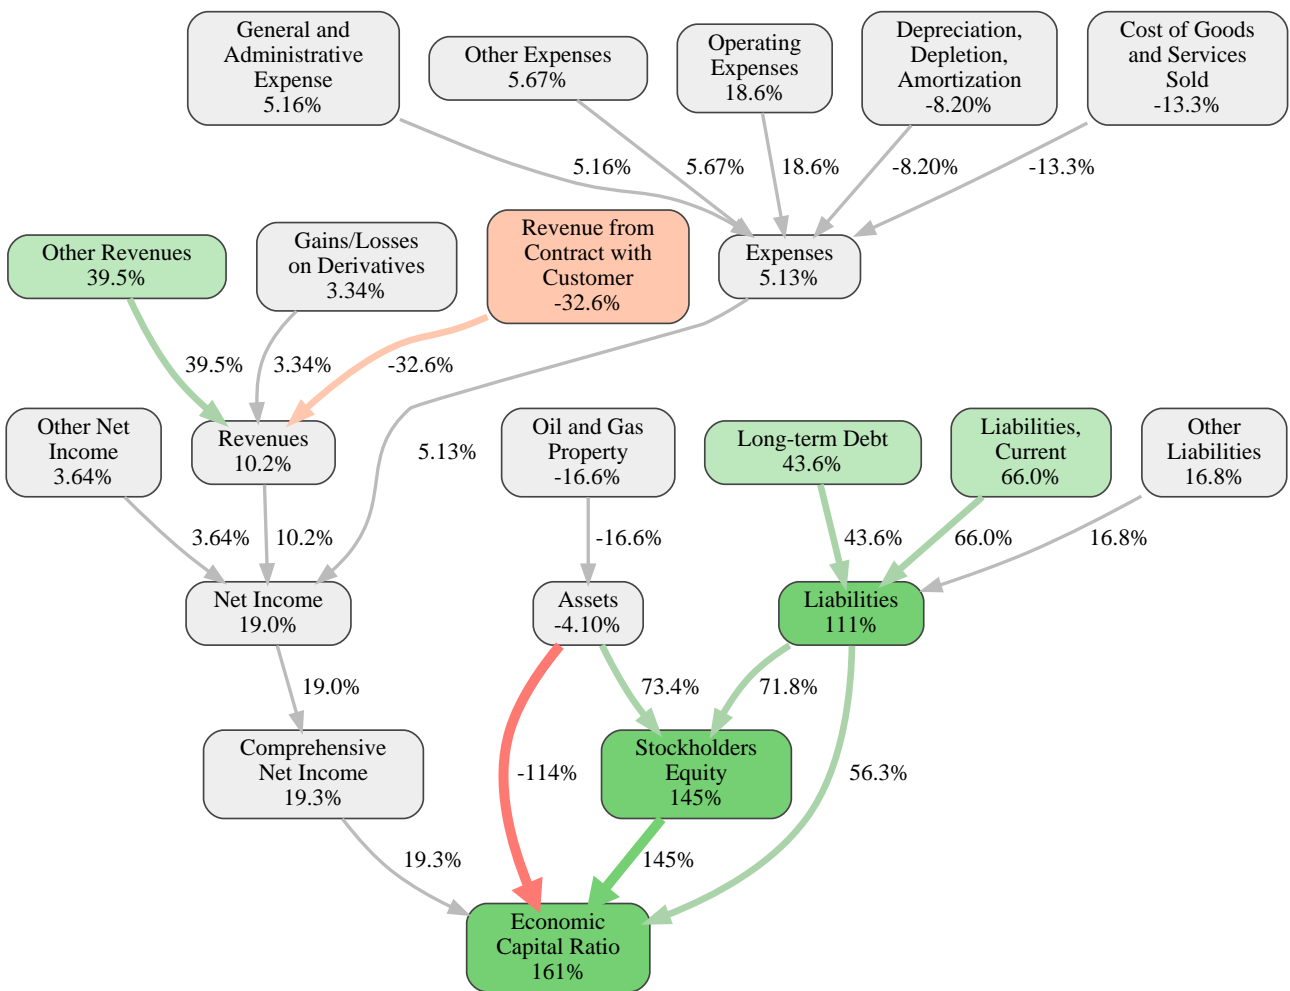 General and
Administrative
Expense
5.16%
Other Expenses
5.67%
Operating
Expenses
18.6%
Depreciation,
Depletion,
Amortization
-8.20%
Cost of Goods
and Services
Sold
-13.3%
5.16%
5.67%
18.6%
-8.20%
-13.3%
Other Revenues
39.5%
Gains/Losses
on Derivatives
3.34%
Revenue from
Contract with
Customer
-32.6%
Expenses
5.13%
39.5%
3.34%
-32.6%
Other Net
Income
3.64%
Revenues
10.2%
5.13%
Oil and Gas
Property
-16.6%
Long-term Debt
43.6%
Liabilities,
Current
66.0%
Other
Liabilities
16.8%
3.64%
10.2%
-16.6%
43.6%
66.0%
16.8%
Net Income
19.0%
Assets
-4.10%
Liabilities
111%
19.0%
73.4%
71.8%
Comprehensive
Net Income
19.3%
-114%
Stockholders
Equity
145%
56.3%
19.3%
145%
Economic
Capital Ratio
161%